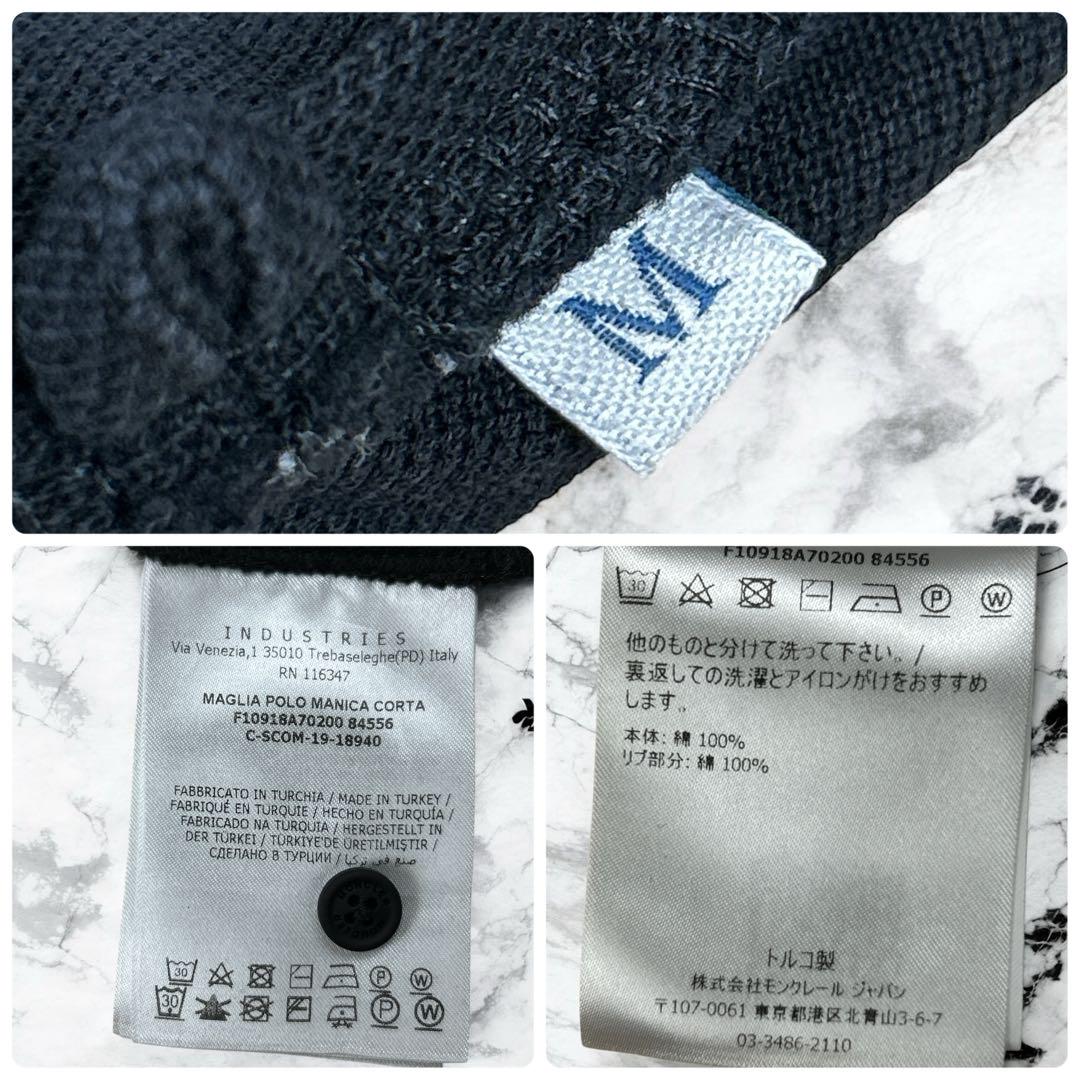 M
INDUSTRIES
Via Venezia,1 35010 Trebaseleghe(PD) Italy
RN 116347
MAGLIA POLO MANICA CORTA
F10918A70200 84556
C-SCOM-19-18940
FABBRICATO IN TURCHIA / MADE IN TURKEY /
FABRIQUÉ EN TURQUIE / HECHO EN TURQUÍA /
FABRICADO NA TURQUIA / HERGESTELLT IN
DER TÜRKEI / TÜRKIYE'DE ÜRETILMIŞTIR /
СДЕЛАНО В ТУРЦИИ / صنع في تركيا
MONCLER
MONCLER
30 P W
30 P W
F10918A70200 84556
30 P W
他のものと分けて洗って下さい。/
裏返しての洗濯とアイロンがけをおすすめ
します。
本体: 綿 100%
リブ部分: 綿 100%
トルコ製
株式会社モンクレール ジャパン
〒107-0061 東京都港区北青山3-6-7
03-3486-2110